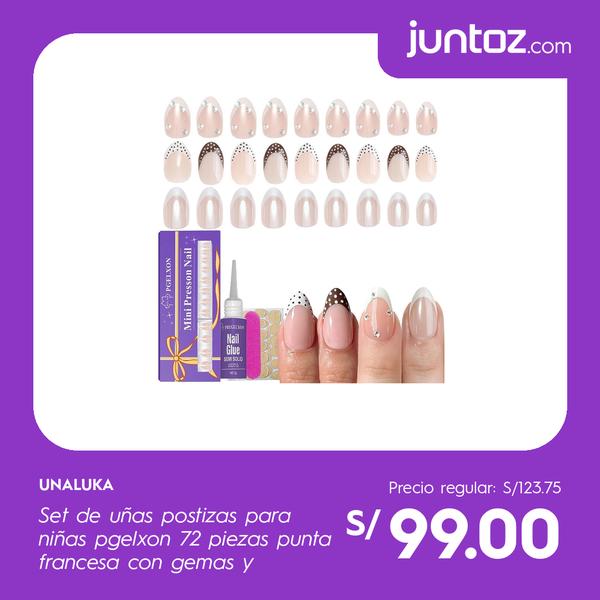 juntoz.com
PGELXON
Mini Presson Nail
Nail
Glue
UNALUKA
Precio regular: S/123.75
Set de uñas postizas para
niñas pgelxon 72 piezas punta
francesa con gemas y
S/99.00